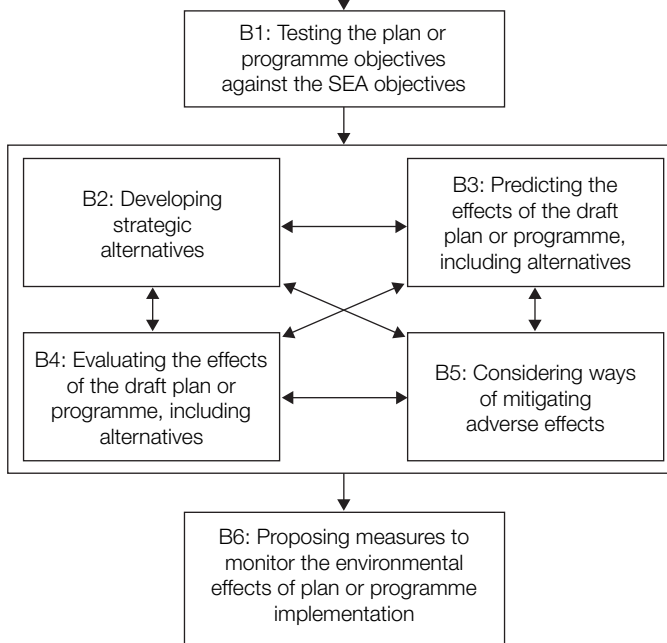 B1: Testing the plan or
programme objectives
against the SEA objectives
B2: Developing
strategic
alternatives
B3: Predicting the
effects of the draft
plan or programme,
including alternatives
B4: Evaluating the effects
of the draft plan or
programme, including
alternatives
B5: Considering ways
of mitigating
adverse effects
B6: Proposing measures to
monitor the environmental
effects of plan or programme
implementation